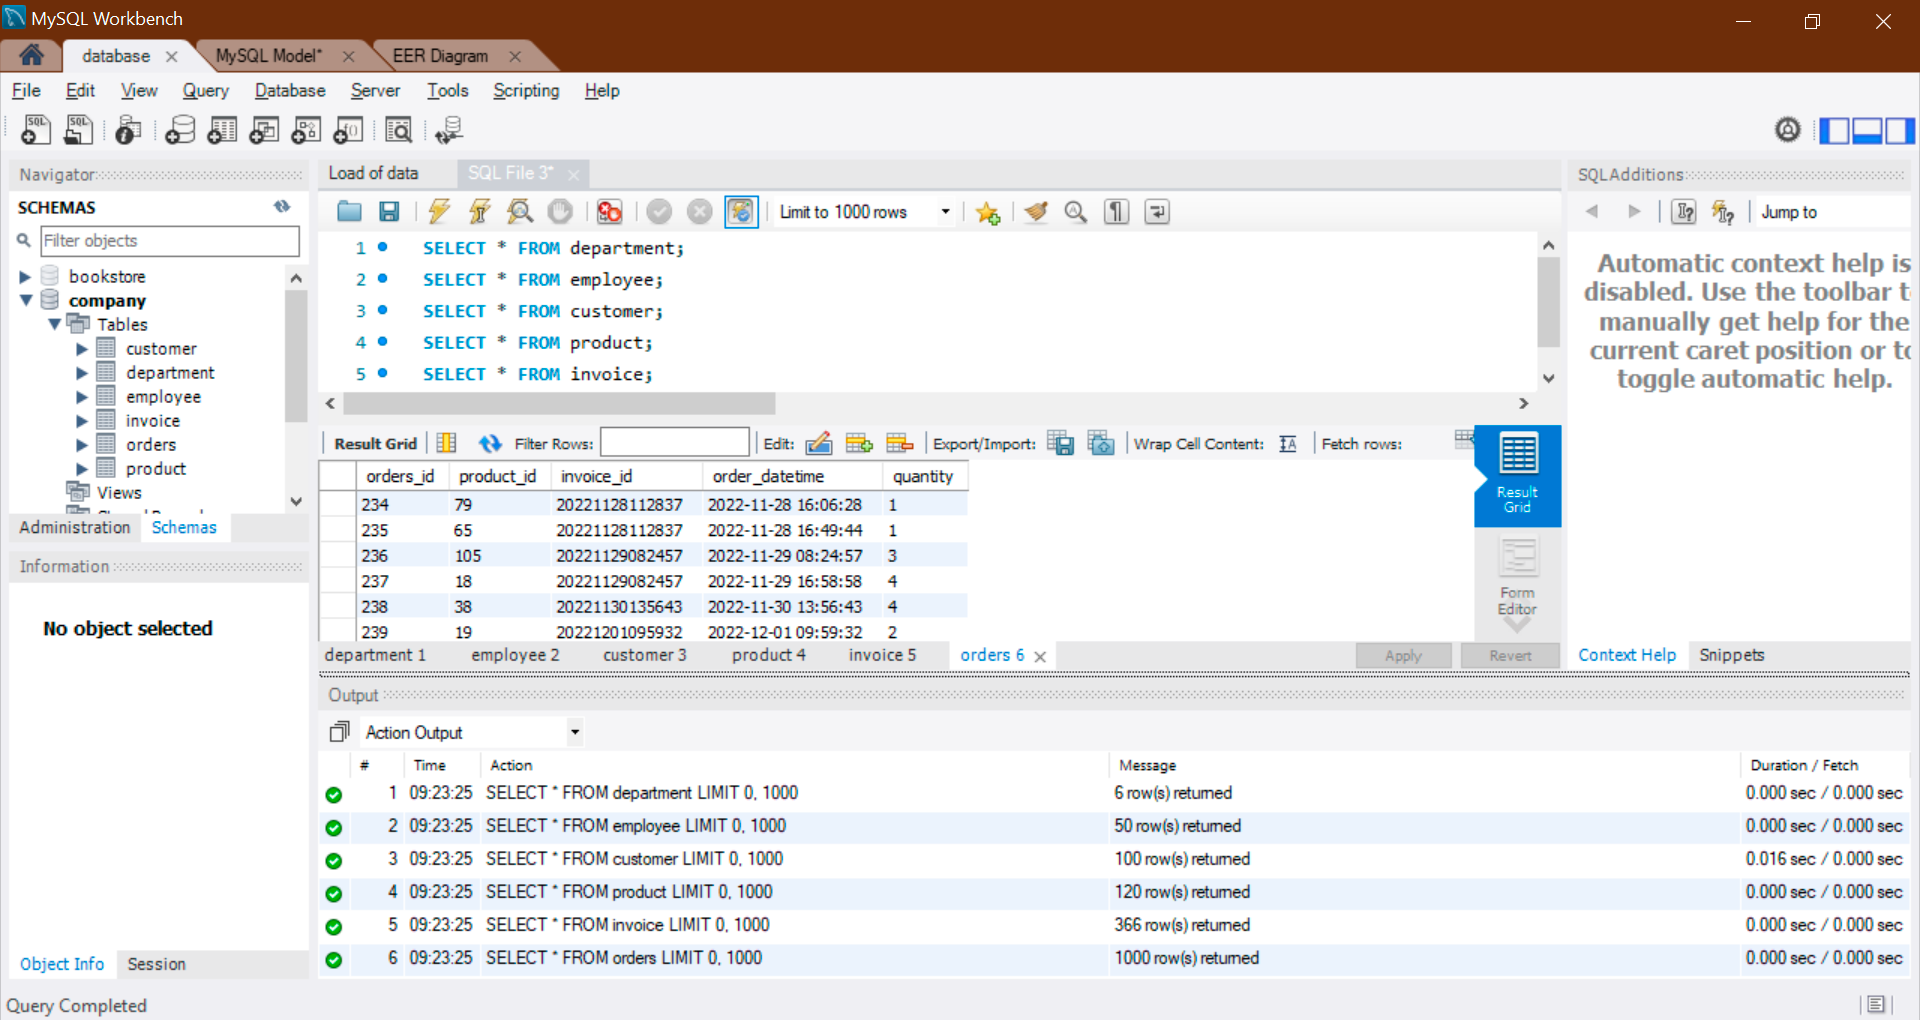 MySQL Workbench
database
MySQL Model*
EER Diagram
File Edit View Query Database Server Tools Scripting Help
Navigator
SCHEMAS
Filter objects
bookstore
company
Tables
customer
department
employee
invoice
orders
product
Views
Administration Schemas
Information
No object selected
Object Info Session
Load of data
SQL File 3*
Limit to 1000 rows
1 SELECT * FROM department;
2 SELECT * FROM employee;
3 SELECT * FROM customer;
4 SELECT * FROM product;
5 SELECT * FROM invoice;
Result Grid Filter Rows: Edit: Export/Import: Wrap Cell Content: Fetch rows:
orders_id product_id invoice_id order_datetime quantity
234 79 20221128112837 2022-11-28 16:06:28 1
235 65 20221128112837 2022-11-28 16:49:44 1
236 105 20221129082457 2022-11-29 08:24:57 3
237 18 20221129082457 2022-11-29 16:58:58 4
238 38 20221130135643 2022-11-30 13:56:43 4
239 19 20221201095932 2022-12-01 09:59:32 2
Result
Grid
Form
Editor
department 1 employee 2 customer 3 product 4 invoice 5 orders 6 Apply Revert
SQLAdditions
Jump to
Automatic context help is
disabled. Use the toolbar
manually get help for the
current caret position or
toggle automatic help.
Context Help Snippets
Output
Action Output
# Time Action Message Duration / Fetch
1 09:23:25 SELECT * FROM department LIMIT 0, 1000 6 row(s) returned 0.000 sec / 0.000 sec
2 09:23:25 SELECT * FROM employee LIMIT 0, 1000 50 row(s) returned 0.000 sec / 0.000 sec
3 09:23:25 SELECT * FROM customer LIMIT 0, 1000 100 row(s) returned 0.016 sec / 0.000 sec
4 09:23:25 SELECT * FROM product LIMIT 0, 1000 120 row(s) returned 0.000 sec / 0.000 sec
5 09:23:25 SELECT * FROM invoice LIMIT 0, 1000 366 row(s) returned 0.000 sec / 0.000 sec
6 09:23:25 SELECT * FROM orders LIMIT 0, 1000 1000 row(s) returned 0.000 sec / 0.000 sec
Query Completed